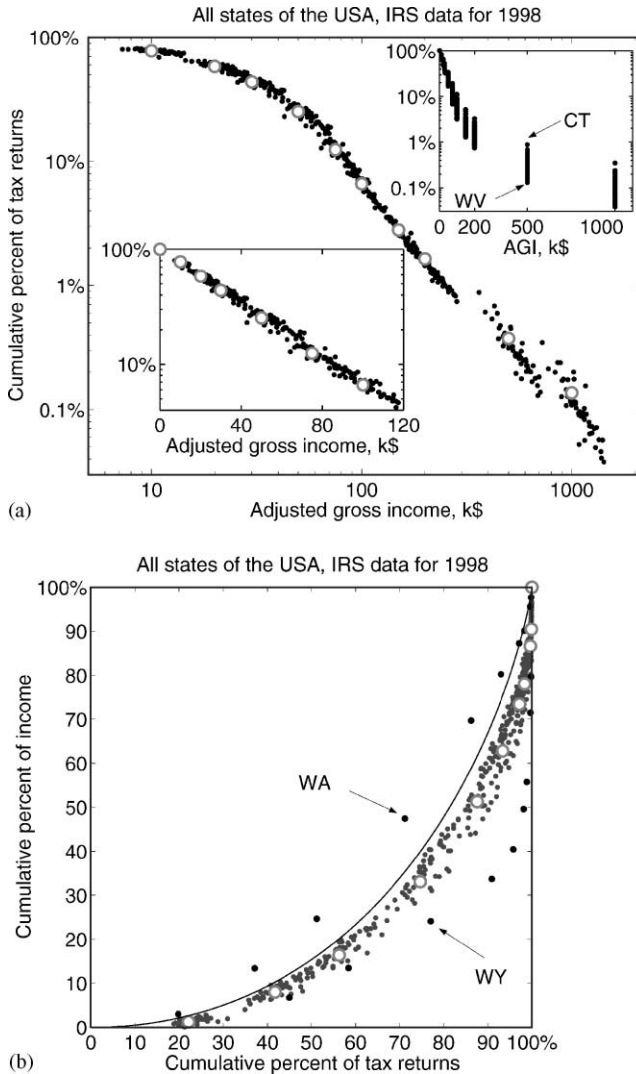 All states of the USA, IRS data for 1998
Cumulative percent of tax returns
100%
10%
1%
0.1%
100%
10%
1%
0.1%
CT
WV
0 200 500 1000
AGI, k$
100%
10%
0 40 80 120
Adjusted gross income, k$
10 100 1000
(a) Adjusted gross income, k$
All states of the USA, IRS data for 1998
Cumulative percent of income
100%
90
80
70
60
50
40
30
20
10
0
WA
WY
0 10 20 30 40 50 60 70 80 90 100%
(b) Cumulative percent of tax returns